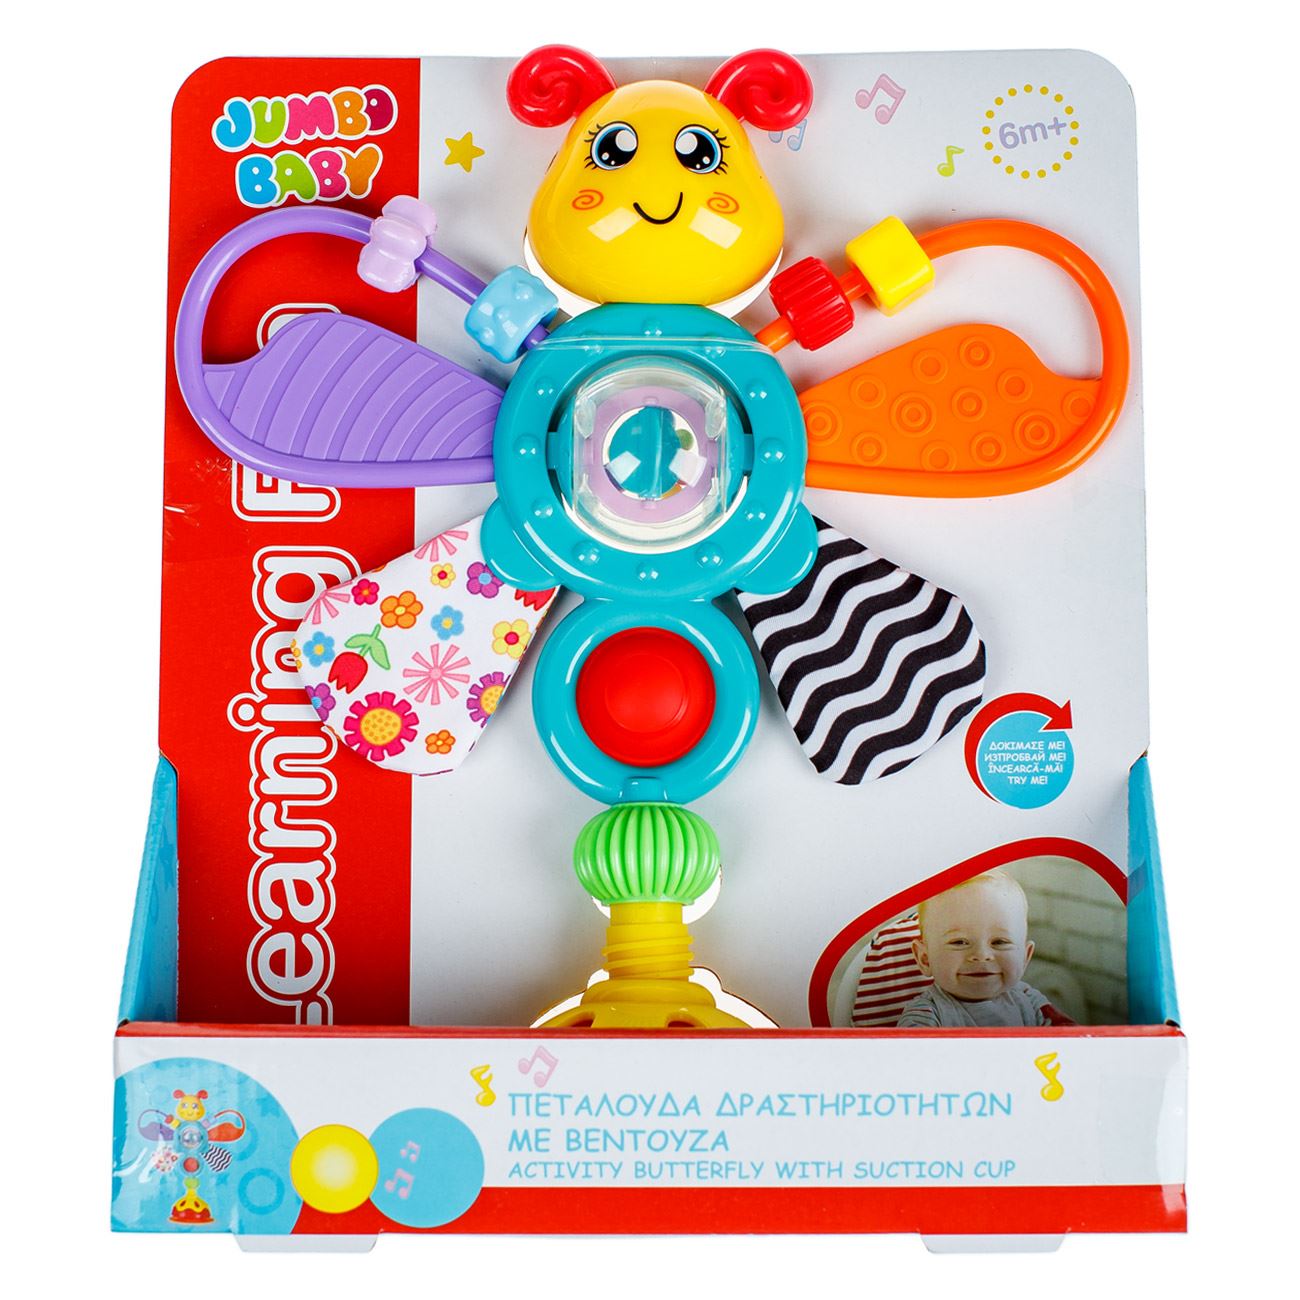 JUMBO
BABY
6m+
Learning
ΔΟΚΙΜΑΣΕ ΜΕ!
ИЗПРОБВАЙ МЕ!
ÎNCEARCĂ-MĂ!
TRY ME!
ΠΕΤΑΛΟΥΔΑ ΔΡΑΣΤΗΡΙΟΤΗΤΩΝ
ΜΕ ΒΕΝΤΟΥΖΑ
ACTIVITY BUTTERFLY WITH SUCTION CUP